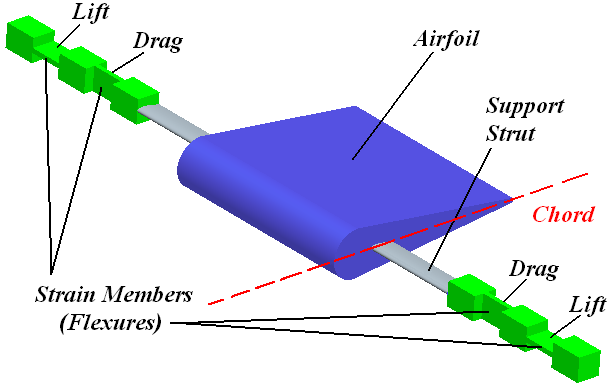 Lift
Drag
Airfoil
Support
Strut
Chord
Strain Members
(Flexures)
Drag
Lift